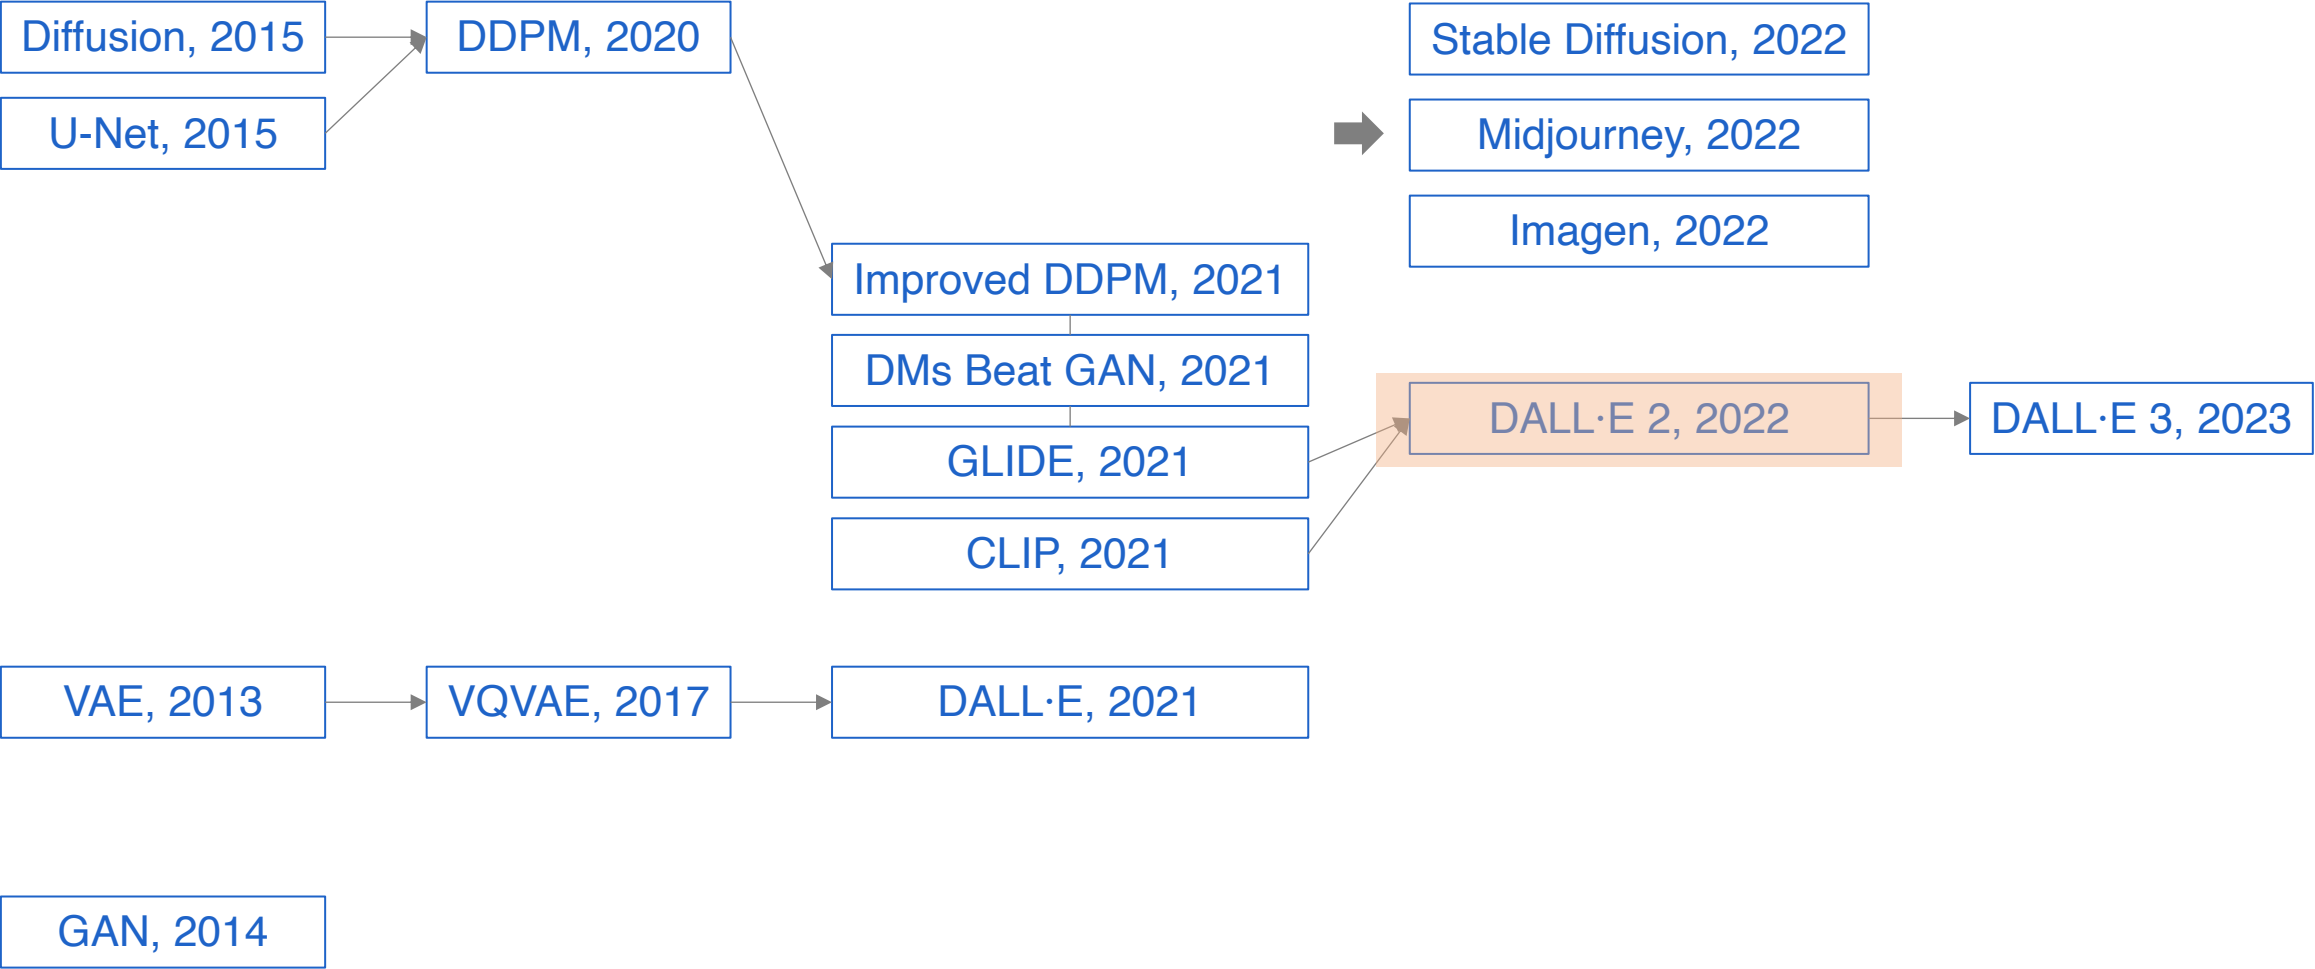 Diffusion, 2015
DDPM, 2020
Stable Diffusion, 2022
U-Net, 2015
Midjourney, 2022
Imagen, 2022
Improved DDPM, 2021
DMs Beat GAN, 2021
DALL·E 2, 2022
DALL·E 3, 2023
GLIDE, 2021
CLIP, 2021
VAE, 2013
VQVAE, 2017
DALL·E, 2021
GAN, 2014